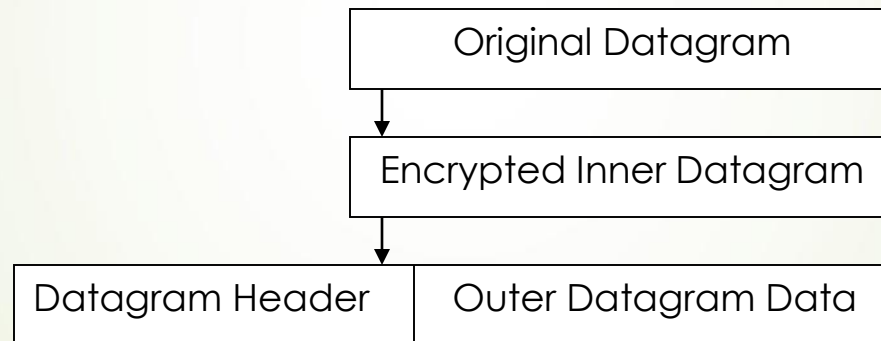 Original Datagram
Encrypted Inner Datagram
Datagram Header
Outer Datagram Data